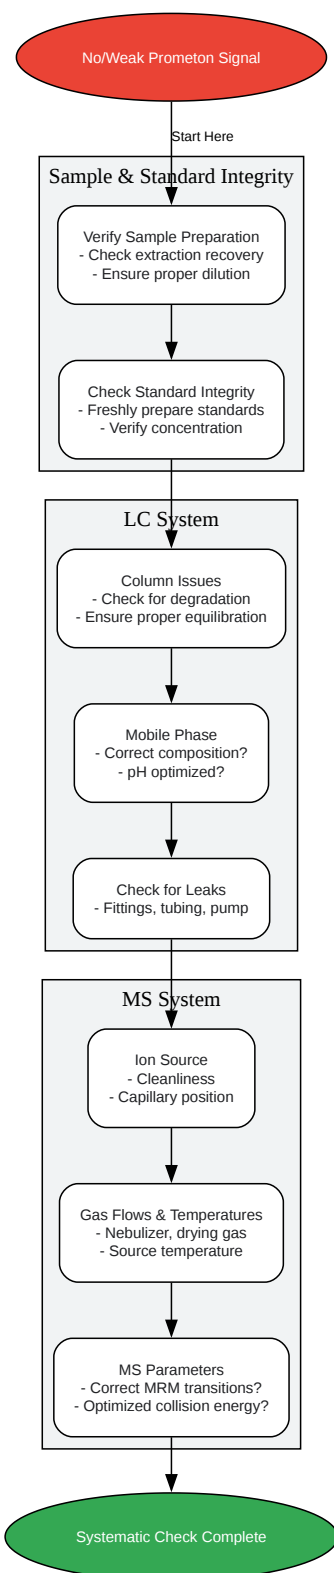 No/Weak Prometon Signal
Start Here
Sample & Standard Integrity
Verify Sample Preparation
- Check extraction recovery
- Ensure proper dilution
Check Standard Integrity
- Freshly prepare standards
- Verify concentration
LC System
Column Issues
- Check for degradation
- Ensure proper equilibration
Mobile Phase
- Correct composition?
- pH optimized?
Check for Leaks
- Fittings, tubing, pump
MS System
Ion Source
- Cleanliness
- Capillary position
Gas Flows & Temperatures
- Nebulizer, drying gas
- Source temperature
MS Parameters
- Correct MRM transitions?
- Optimized collision energy?
Systematic Check Complete